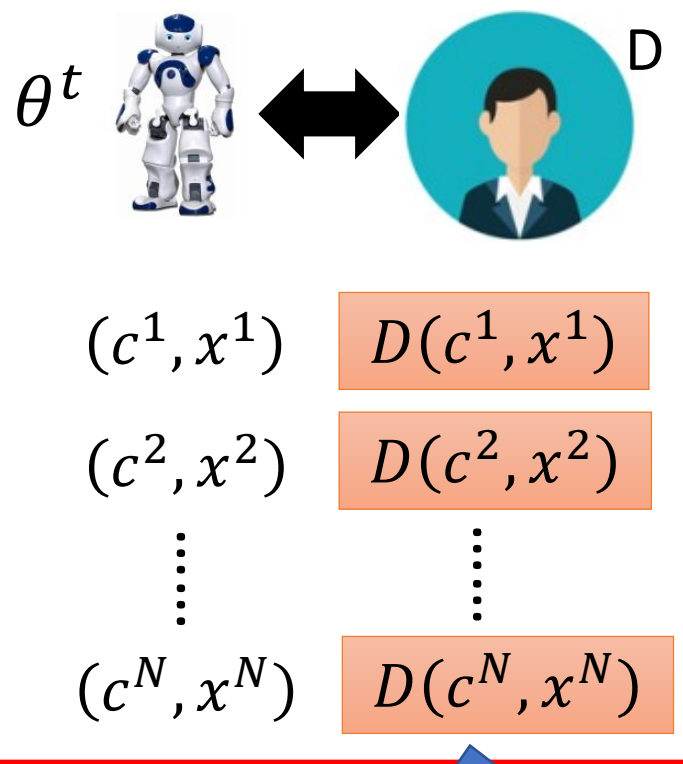 θ^t D
(c^1, x^1) D(c^1, x^1)
(c^2, x^2) D(c^2, x^2)
(c^N, x^N) D(c^N, x^N)